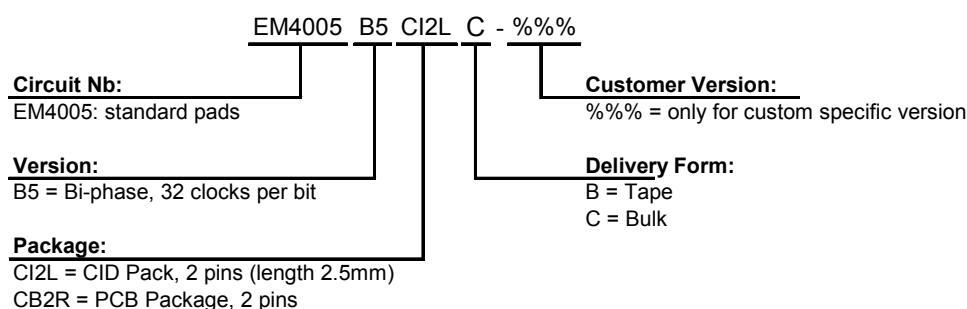 EM4005 B5 CI2L C - %%%
Circuit Nb:
EM4005: standard pads
Version:
B5 = Bi-phase, 32 clocks per bit
Package:
CI2L = CID Pack, 2 pins (length 2.5mm)
CB2R = PCB Package, 2 pins
Customer Version:
%%% = only for custom specific version
Delivery Form:
B = Tape
C = Bulk